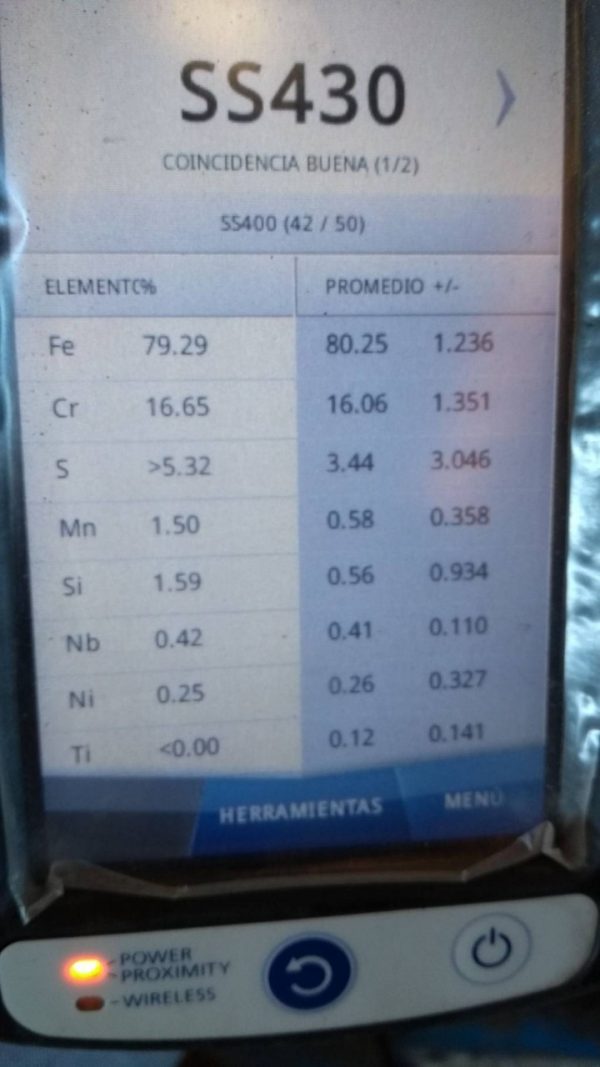 SS430
COINCIDENCIA BUENA (1/2)
SS400 (42 / 50)
ELEMENTO% PROMEDIO +/-
Fe 79.29 80.25 1.236
Cr 16.65 16.06 1.351
S >5.32 3.44 3.046
Mn 1.50 0.58 0.358
Si 1.59 0.56 0.934
Nb 0.42 0.41 0.110
Ni 0.25 0.26 0.327
Ti <0.00 0.12 0.141
HERRAMIENTAS MENÚ
POWER
PROXIMITY
WIRELESS